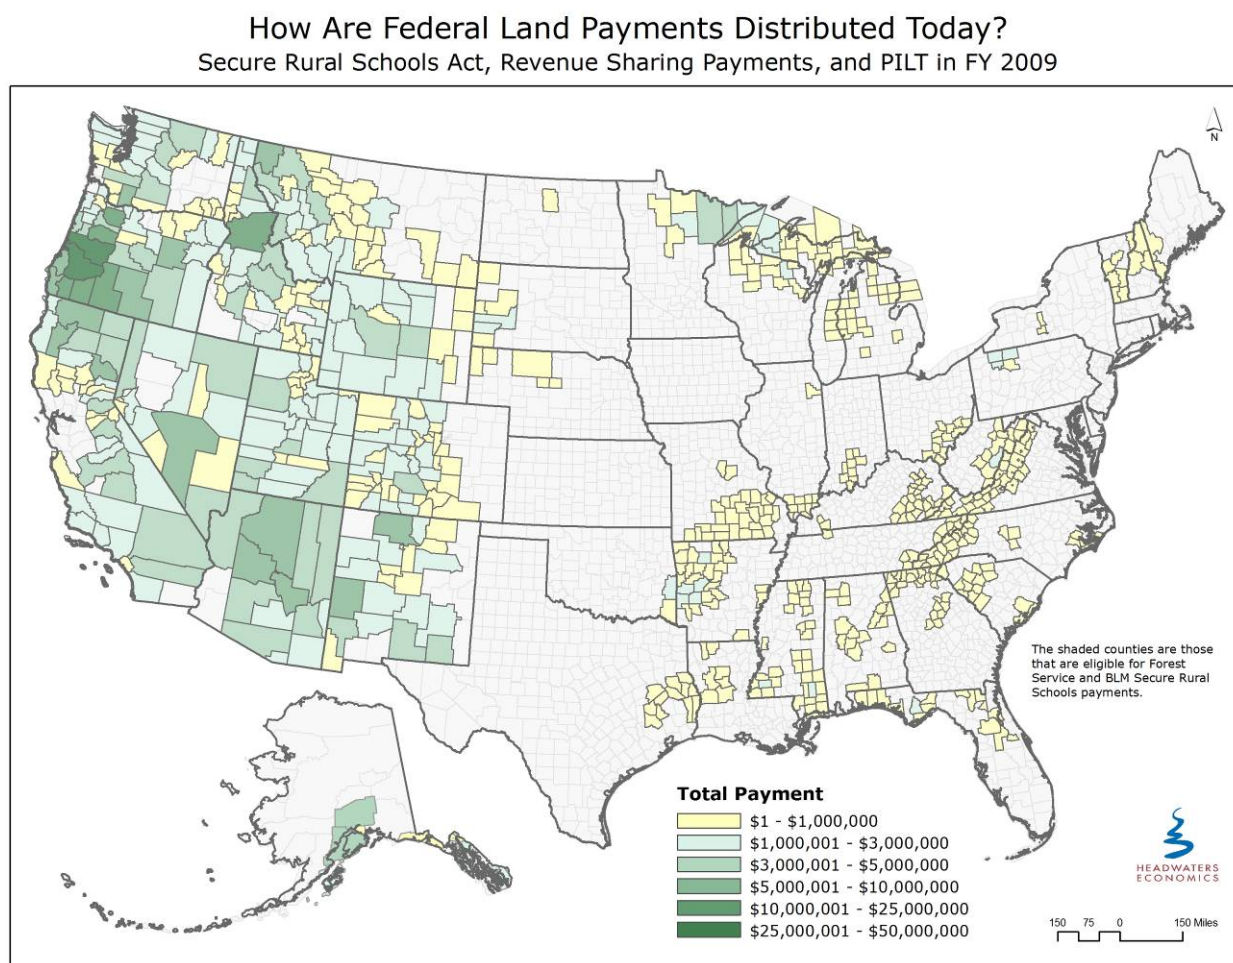 How Are Federal Land Payments Distributed Today?
Secure Rural Schools Act, Revenue Sharing Payments, and PILT in FY 2009
N
The shaded counties are those
that are eligible for Forest
Service and BLM Secure Rural
Schools payments.
Total Payment
$1 - $1,000,000
$1,000,001 - $3,000,000
$3,000,001 - $5,000,000
$5,000,001 - $10,000,000
$10,000,001 - $25,000,000
$25,000,001 - $50,000,000
HEADWATERS
ECONOMICS
150 75 0 150 Miles